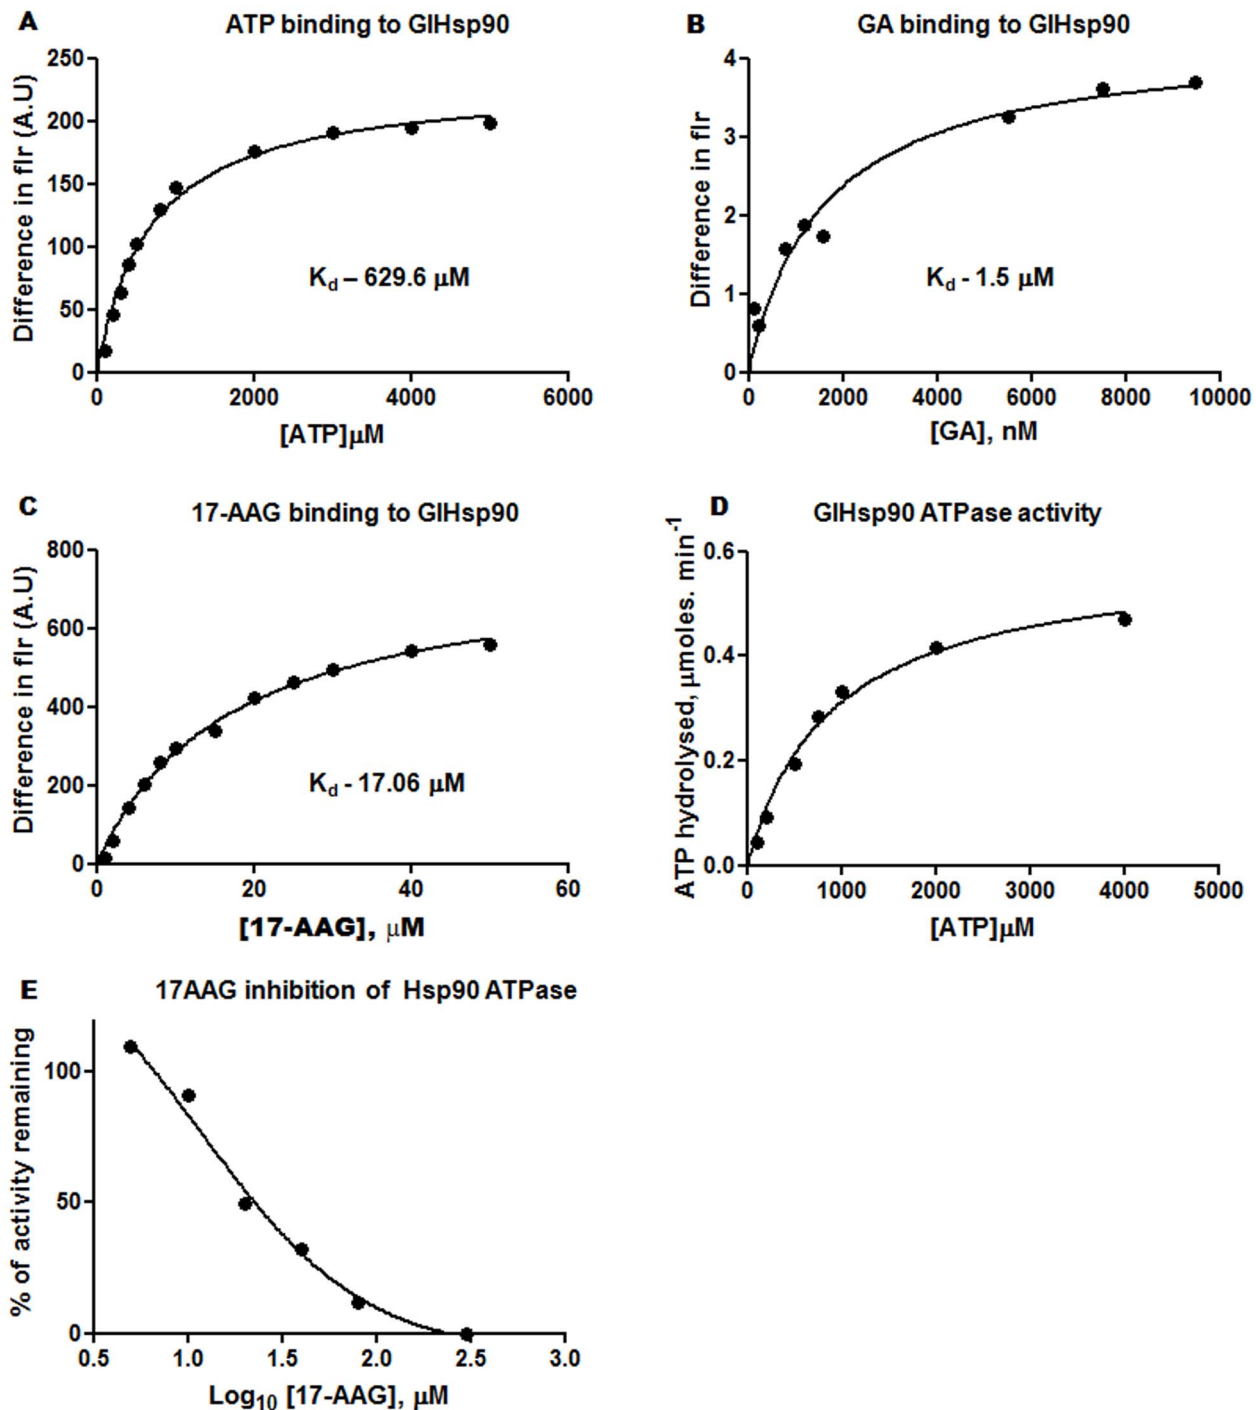 A
ATP binding to GlHsp90
Difference in flr (A.U)
250
200
150
100
50
0
K_d – 629.6 μM
0 2000 4000 6000
[ATP]μM
B
GA binding to GlHsp90
Difference in flr
4
3
2
1
0
K_d - 1.5 μM
0 2000 4000 6000 8000 10000
[GA], nM
C
17-AAG binding to GlHsp90
Difference in flr (A.U)
800
600
400
200
0
K_d - 17.06 μM
0 20 40 60
[17-AAG], μM
D
GlHsp90 ATPase activity
ATP hydrolysed, μmoles. min⁻¹
0.6
0.4
0.2
0.0
0 1000 2000 3000 4000 5000
[ATP]μM
E
17AAG inhibition of Hsp90 ATPase
% of activity remaining
100
50
0
0.5 1.0 1.5 2.0 2.5 3.0
Log₁₀ [17-AAG], μM